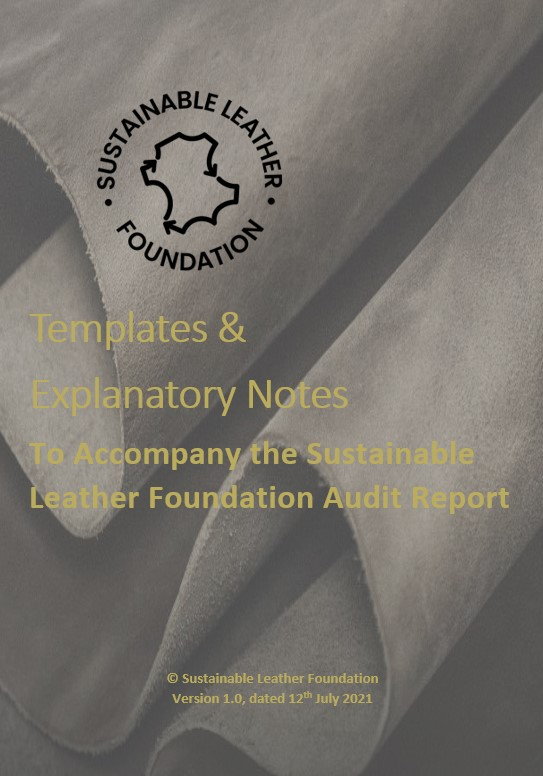 SUSTAINABLE LEATHER
FOUNDATION
Templates &
Explanatory Notes
To Accompany the Sustainable
Leather Foundation Audit Report
© Sustainable Leather Foundation
Version 1.0, dated 12th July 2021